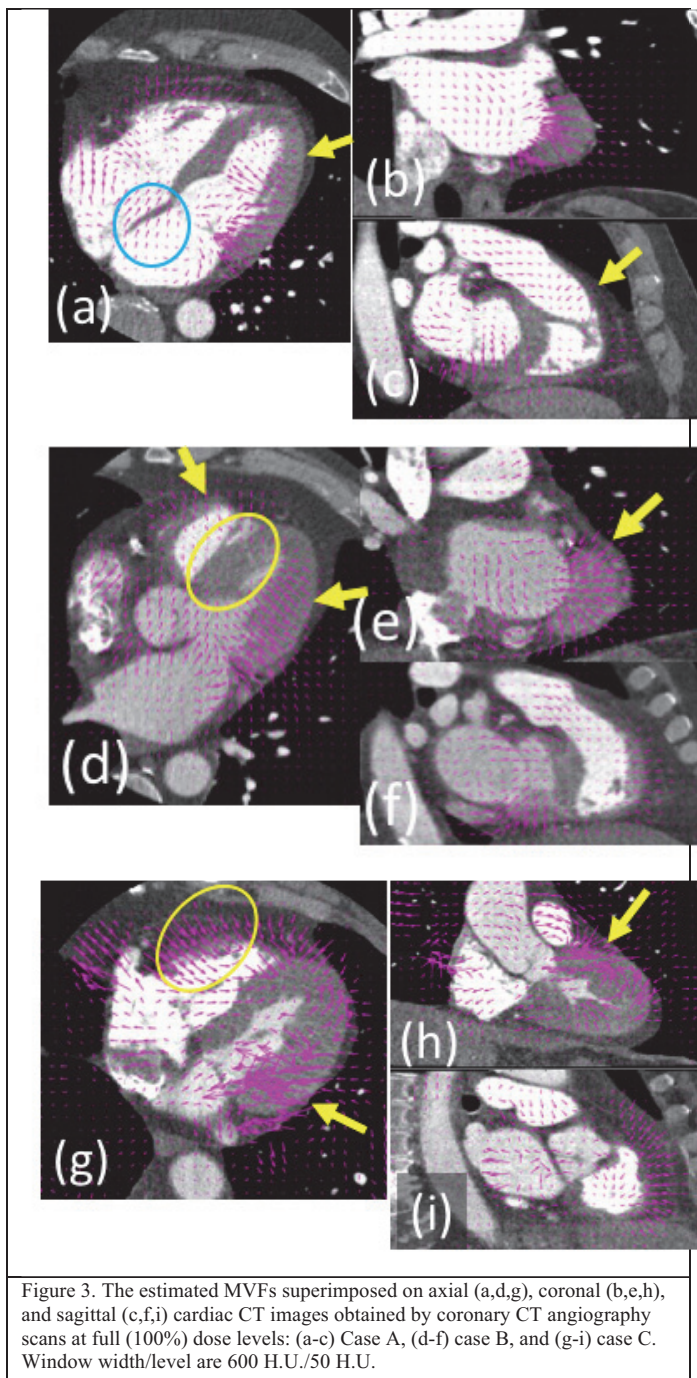 (a)
(b)
(c)
(d)
(e)
(f)
(g)
(h)
(i)
Figure 3. The estimated MVFs superimposed on axial (a,d,g), coronal (b,e,h),
and sagittal (c,f,i) cardiac CT images obtained by coronary CT angiography
scans at full (100%) dose levels: (a-c) Case A, (d-f) case B, and (g-i) case C.
Window width/level are 600 H.U./50 H.U.